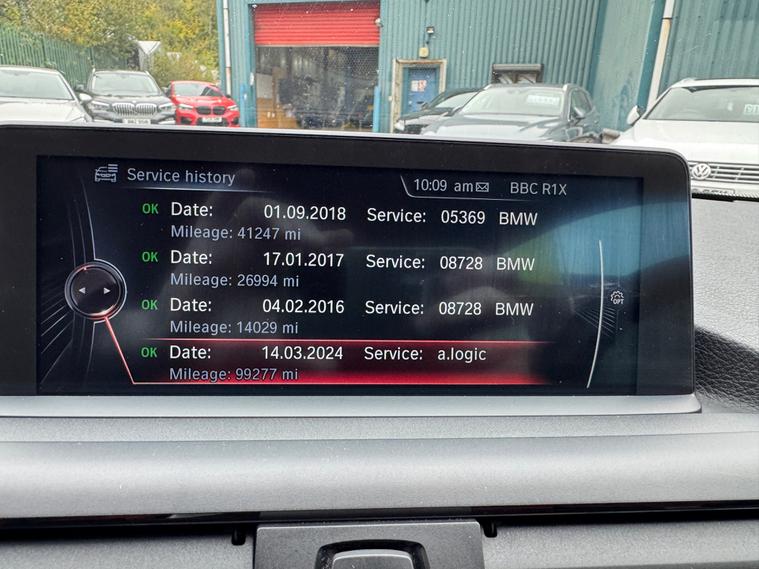 Service history
10:09 am BBC R1X
OK Date: 01.09.2018 Service: 05369 BMW
Mileage: 41247 mi
OK Date: 17.01.2017 Service: 08728 BMW
Mileage: 26994 mi
OK Date: 04.02.2016 Service: 08728 BMW
Mileage: 14029 mi
OK Date: 14.03.2024 Service: a.logic
Mileage: 99277 mi
OPT